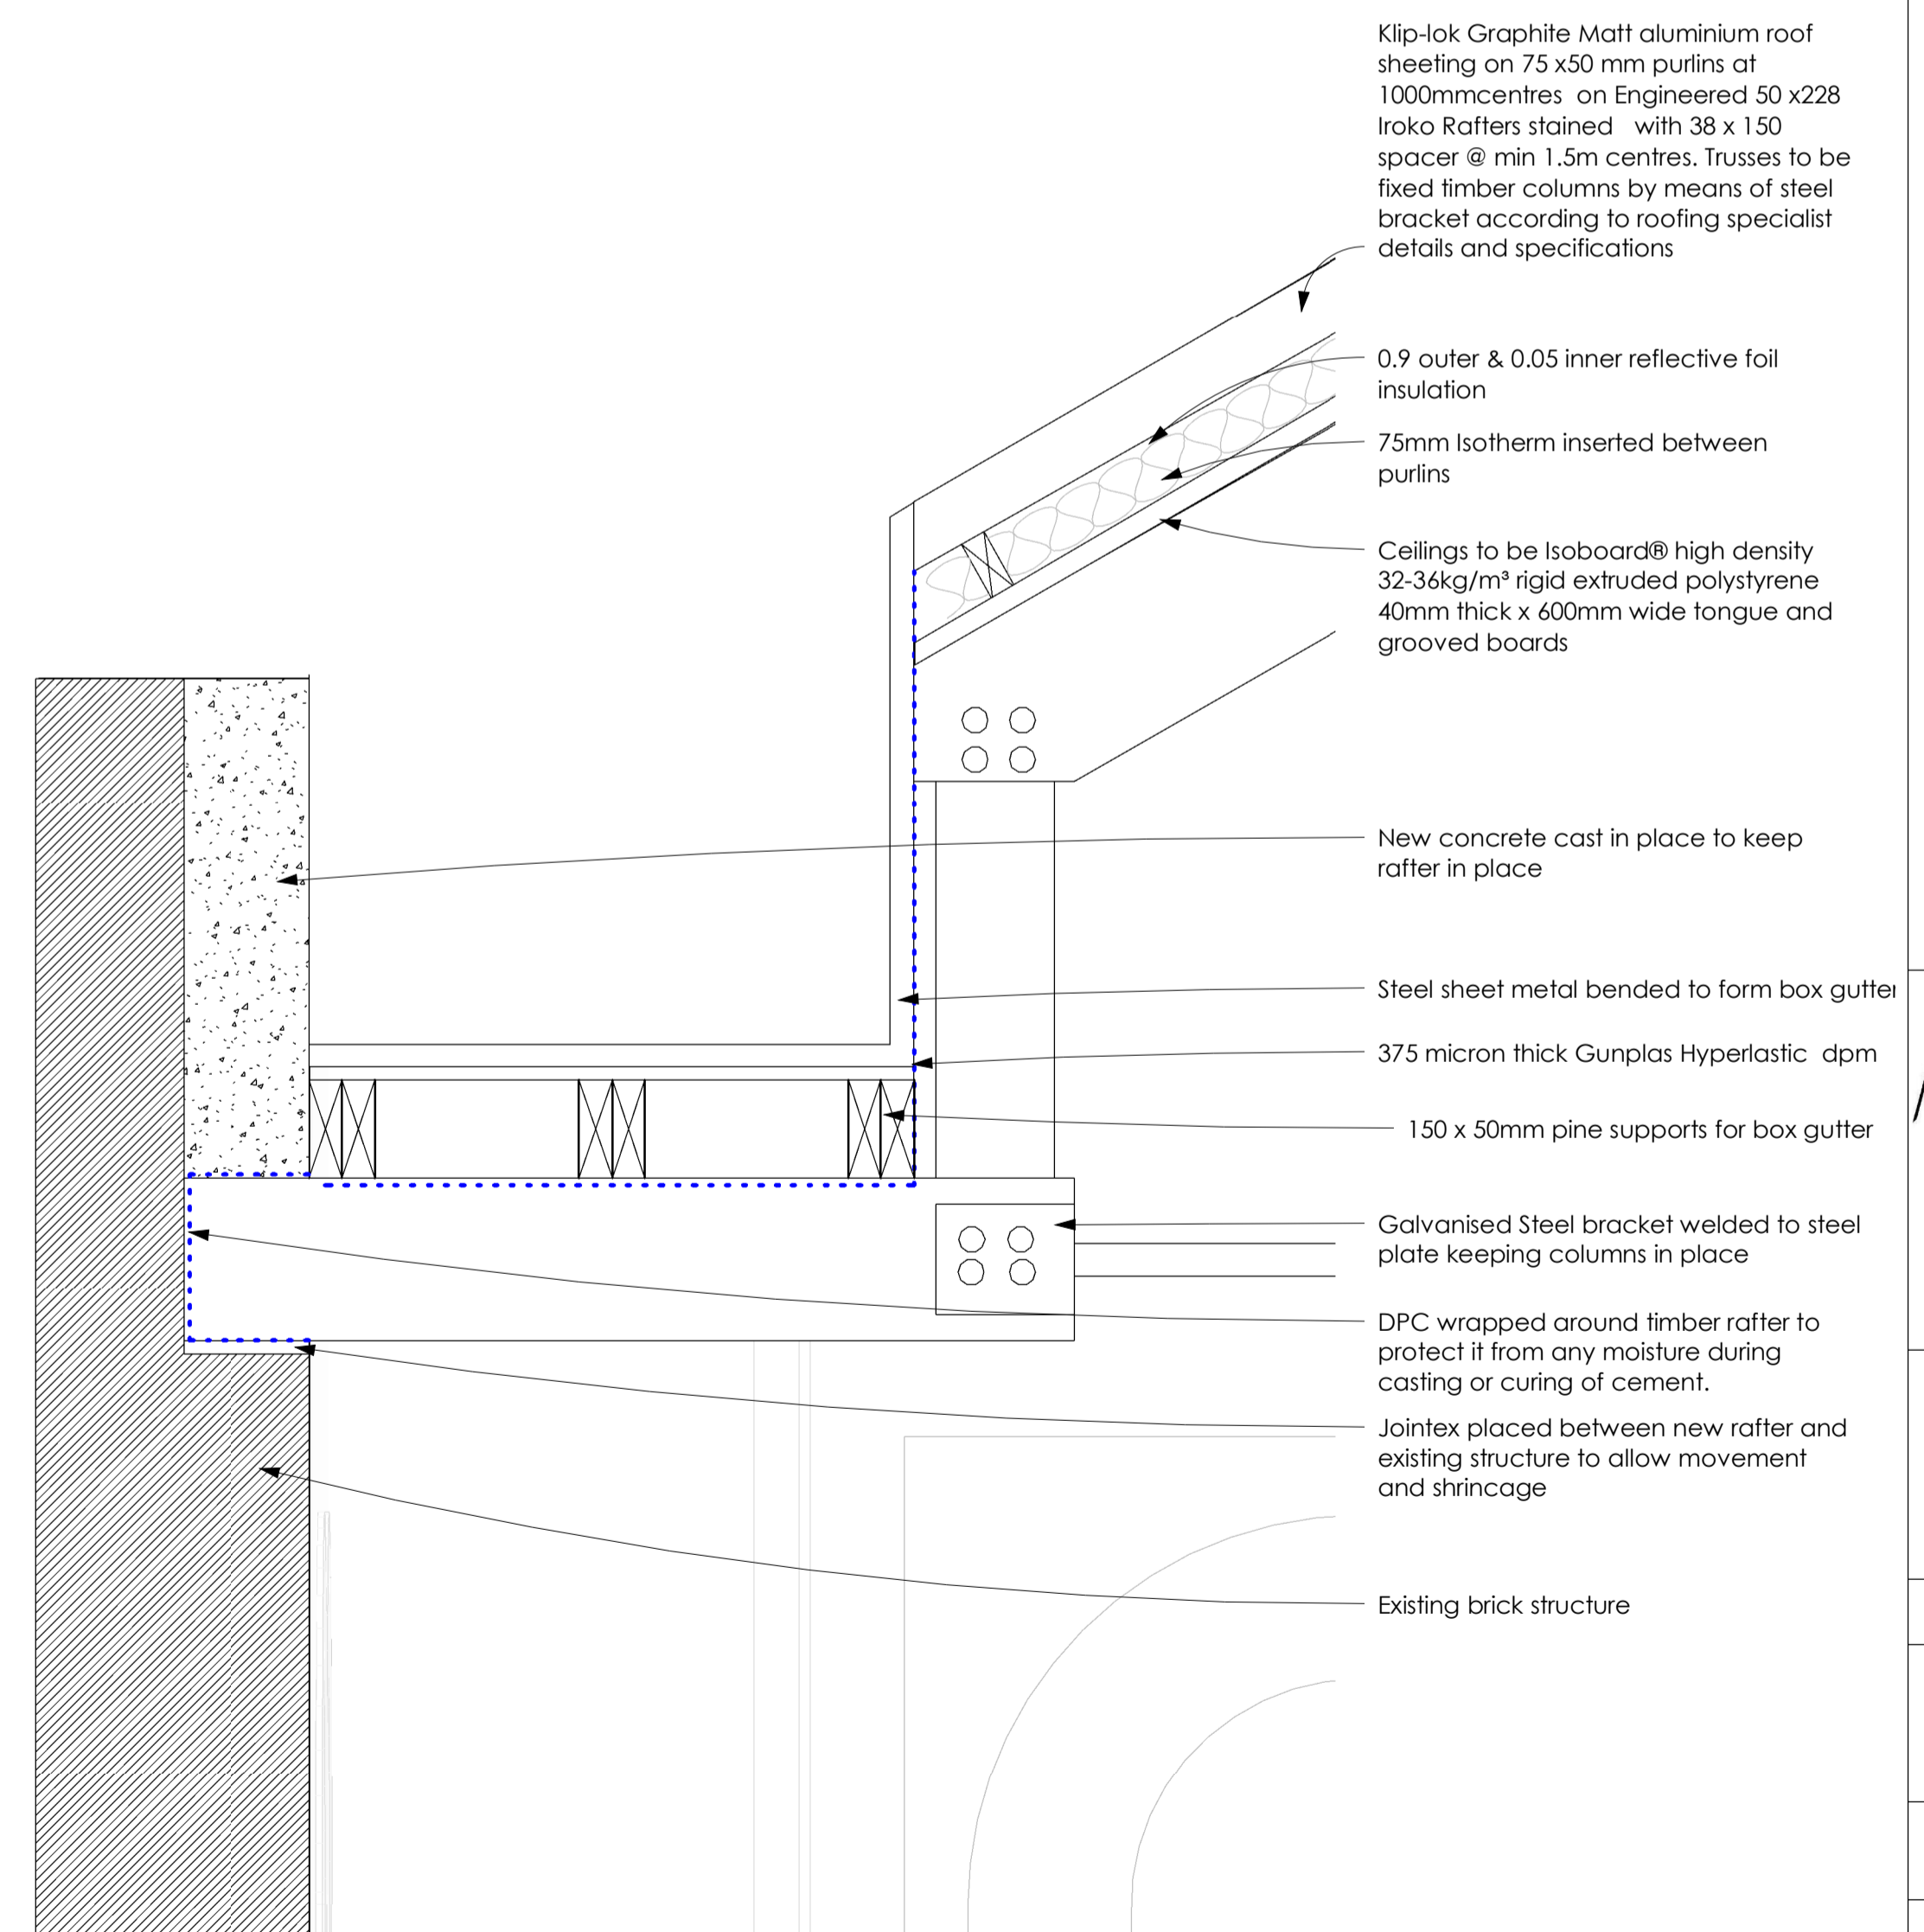 Klip-lok Graphite Matt aluminium roof
sheeting on 75 x50 mm purlins at
1000mmcentres on Engineered 50 x228
Iroko Rafters stained with 38 x 150
spacer @ min 1.5m centres. Trusses to be
fixed timber columns by means of steel
bracket according to roofing specialist
details and specifications
0.9 outer & 0.05 inner reflective foil
insulation
75mm Isotherm inserted between
purlins
Ceilings to be Isoboard® high density
32-36kg/m³ rigid extruded polystyrene
40mm thick x 600mm wide tongue and
grooved boards
New concrete cast in place to keep
rafter in place
Steel sheet metal bended to form box gutter
375 micron thick Gunplas Hyperlastic dpm
150 x 50mm pine supports for box gutter
Galvanised Steel bracket welded to steel
plate keeping columns in place
DPC wrapped around timber rafter to
protect it from any moisture during
casting or curing of cement.
Jointex placed between new rafter and
existing structure to allow movement
and shrincage
Existing brick structure